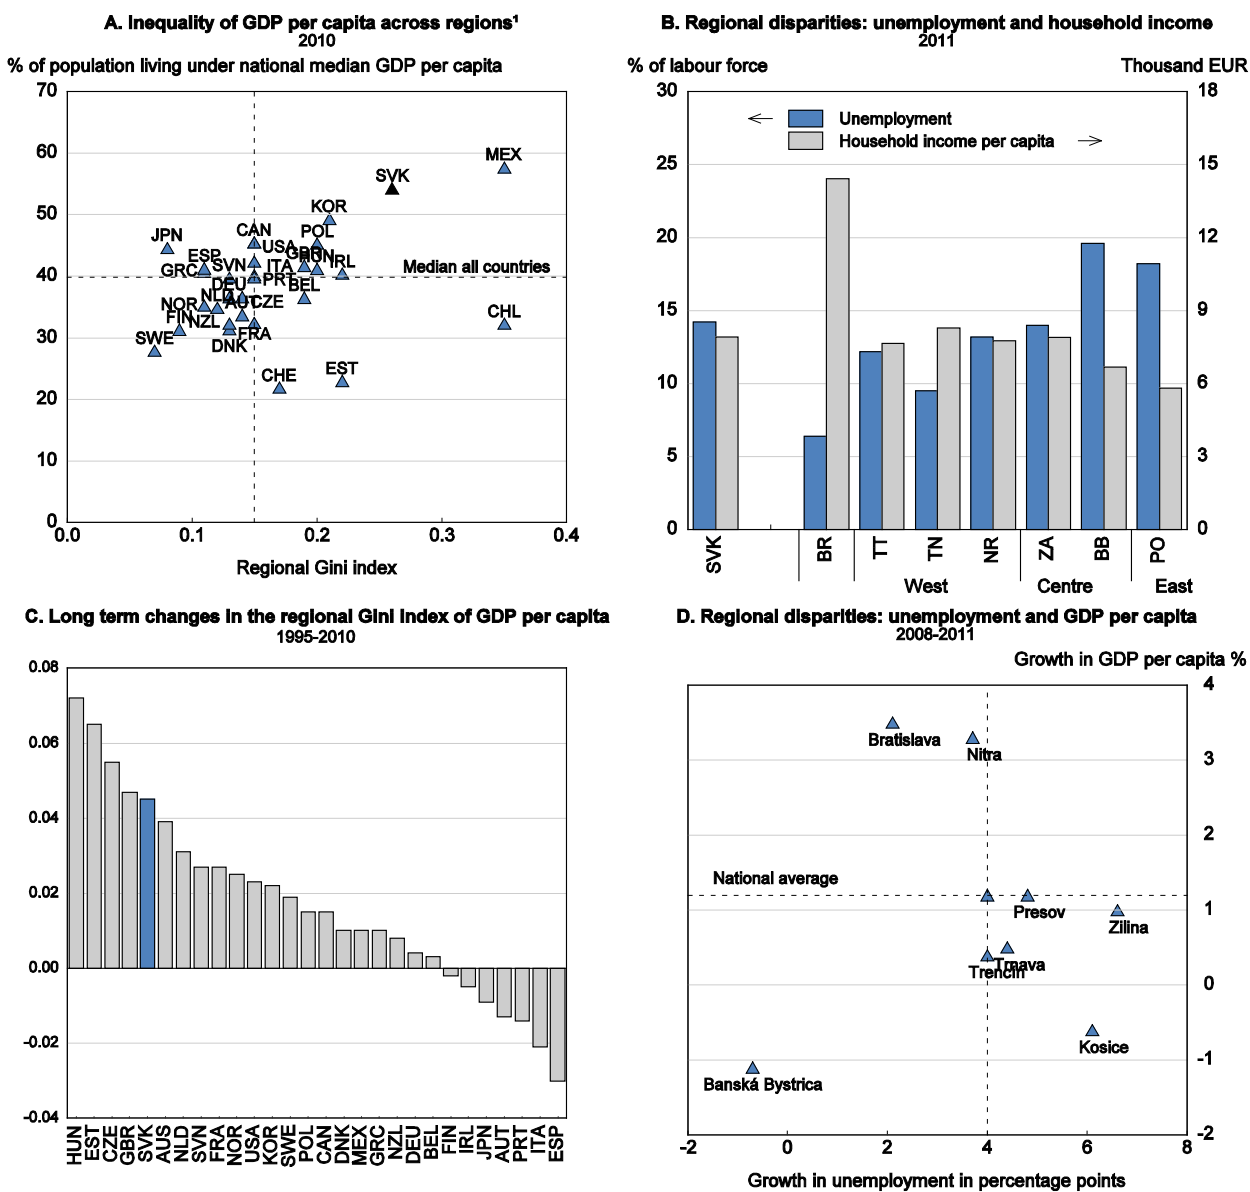 A. Inequality of GDP per capita across regions¹
2010
% of population living under national median GDP per capita
70
60
50
40
30
20
10
0
0.0
0.1
0.2
0.3
0.4
MEX
SVK
KOR
JPN
CAN
POL
USA
GBR
HUN
IRL
ESP
GRC
SVN
ITA
PRT
Median all countries
DEU
BEL
NLD
AUT
CZE
NOR
FIN
NZL
CHL
SWE
FRA
DNK
CHE
EST
Regional Gini index
B. Regional disparities: unemployment and household income
2011
% of labour force
Thousand EUR
30
25
20
15
10
5
0
18
15
12
9
6
3
0
Unemployment
Household income per capita
SVK
BR
TT
TN
NR
ZA
BB
PO
West
Centre
East
C. Long term changes in the regional Gini index of GDP per capita
1995-2010
0.08
0.06
0.04
0.02
0.00
-0.02
-0.04
HUN
EST
CZE
GBR
SVK
AUS
NLD
SVN
FRA
NOR
USA
KOR
SWE
POL
CAN
DNK
MEX
GRC
NZL
DEU
BEL
FIN
IRL
JPN
AUT
PRT
ITA
ESP
D. Regional disparities: unemployment and GDP per capita
2008-2011
Growth in GDP per capita %
4
3
2
1
0
-1
-2
Bratislava
Nitra
National average
Presov
Zilina
Trnava
Trencín
Kosice
Banská Bystrica
-2
0
2
4
6
8
Growth in unemployment in percentage points